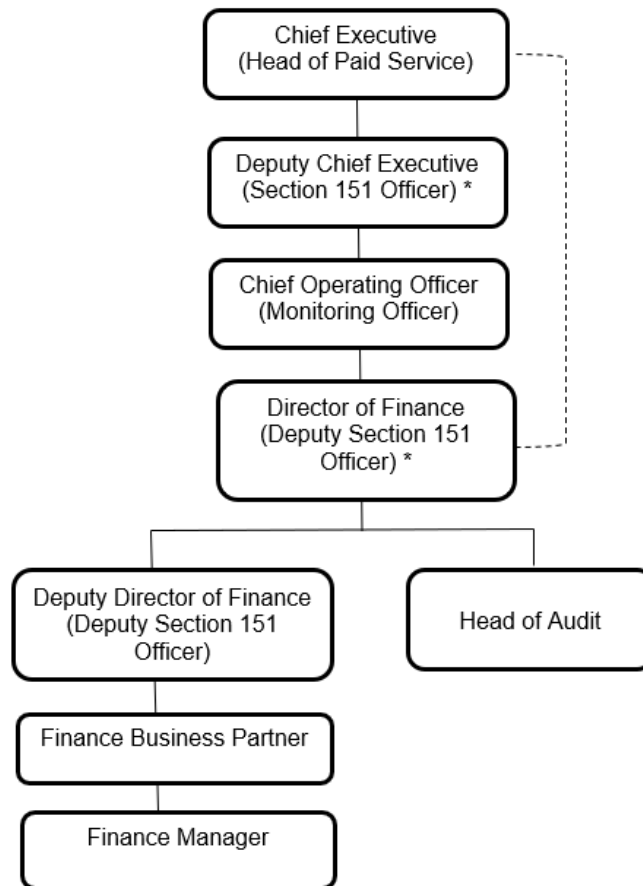 Chief Executive
(Head of Paid Service)
Deputy Chief Executive
(Section 151 Officer) *
Chief Operating Officer
(Monitoring Officer)
Director of Finance
(Deputy Section 151
Officer) *
Deputy Director of Finance
(Deputy Section 151
Officer)
Head of Audit
Finance Business Partner
Finance Manager